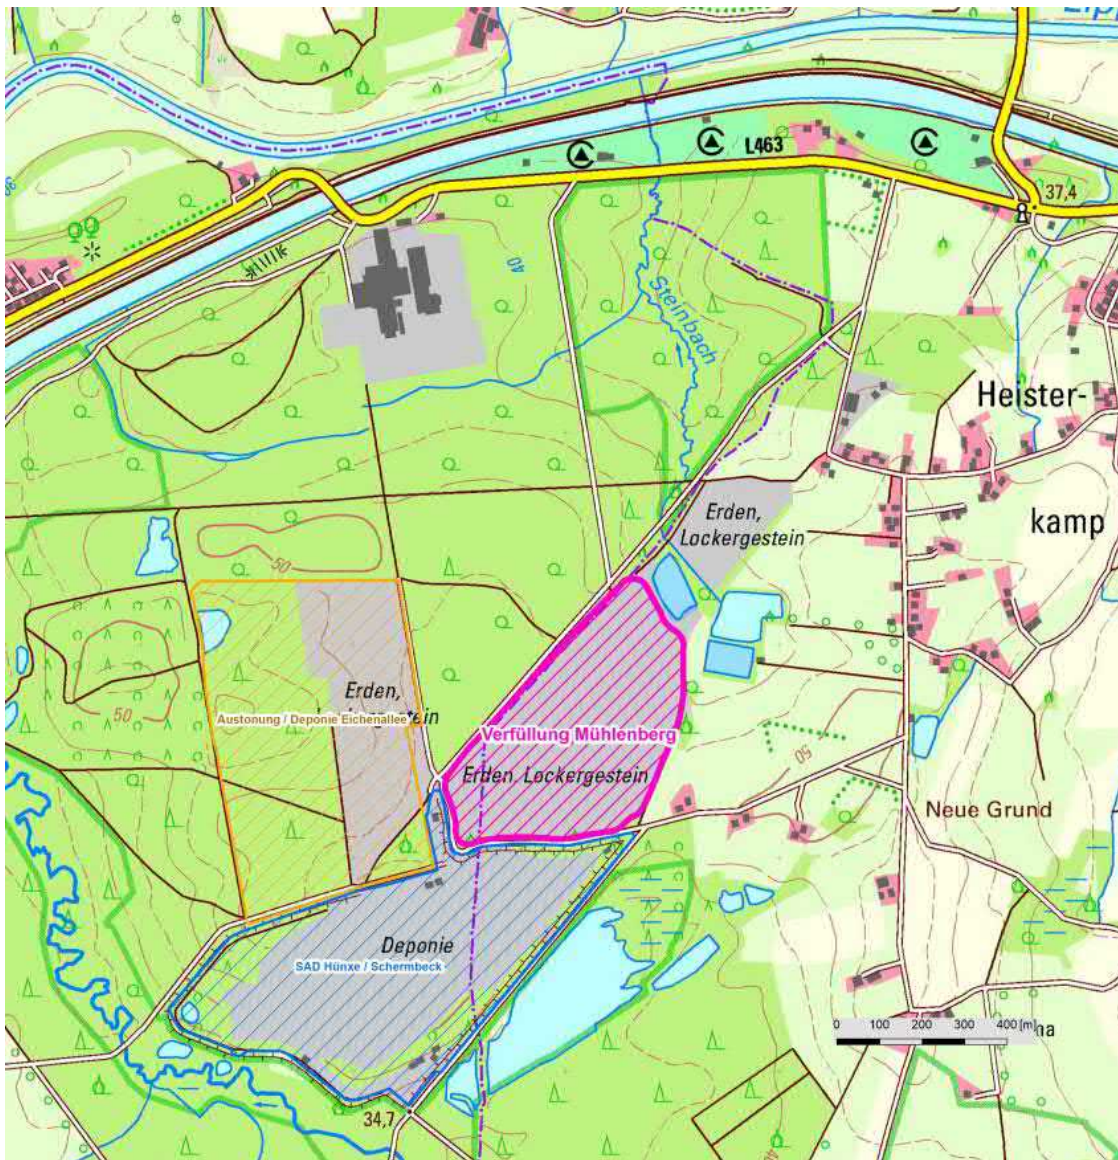 L463
37,4
40
Steinbach
Heister-
kamp
Erden,
Lockergestein
50
Erden,
Austonung / Deponie Eichenallee
50
Verfüllung Mühlenberg
Erden Lockergestein
50
Neue Grund
Deponie
SAD Hünxe / Schermbeck
0 100 200 300 400 [m]
34,7